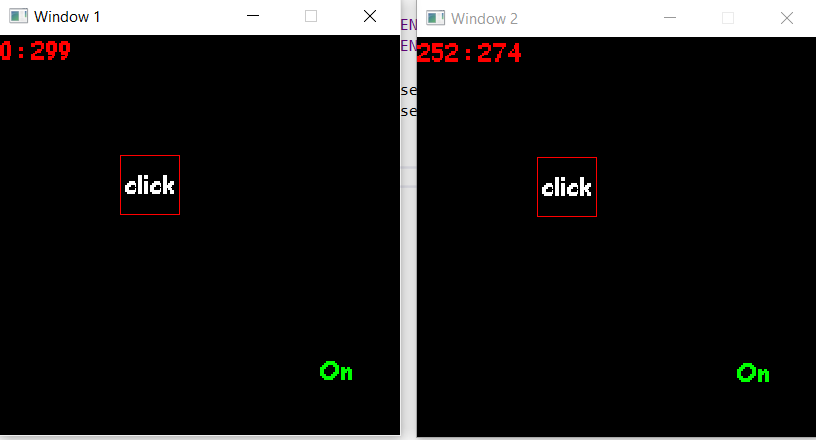 Window 1
0:299
click
On
EN
EN
se
se
Window 2
252:274
click
On